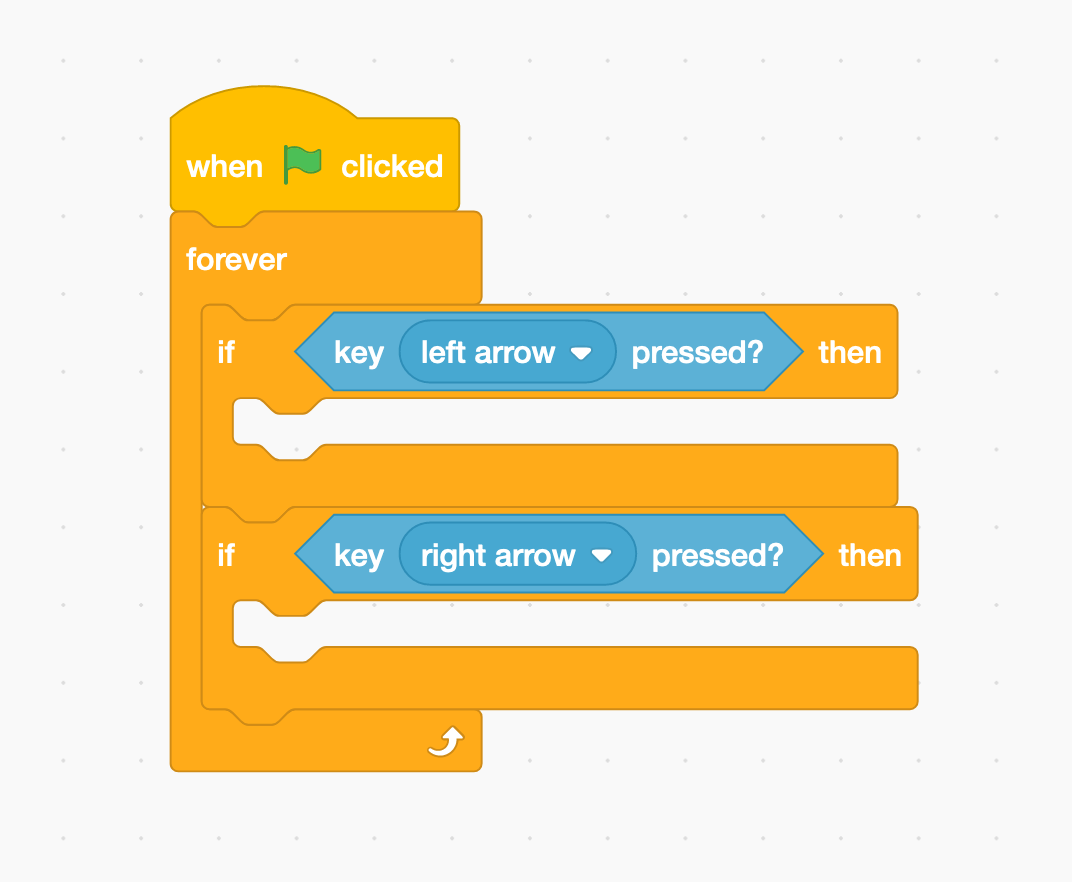 when clicked
forever
if key left arrow pressed? then
if key right arrow pressed? then